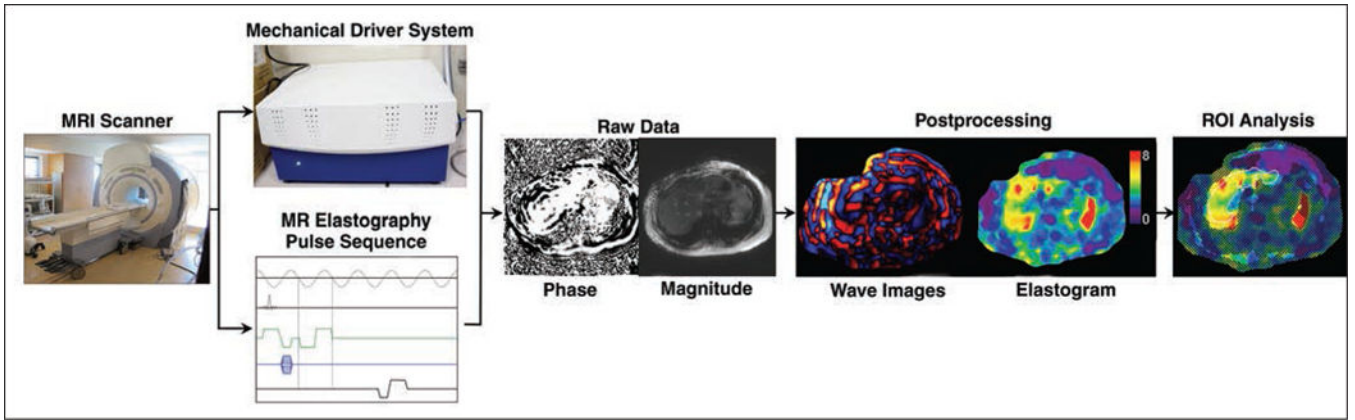 Mechanical Driver System
MRI Scanner
MR Elastography
Pulse Sequence
Raw Data
Phase
Magnitude
Postprocessing
8
0
Wave Images
Elastogram
ROI Analysis